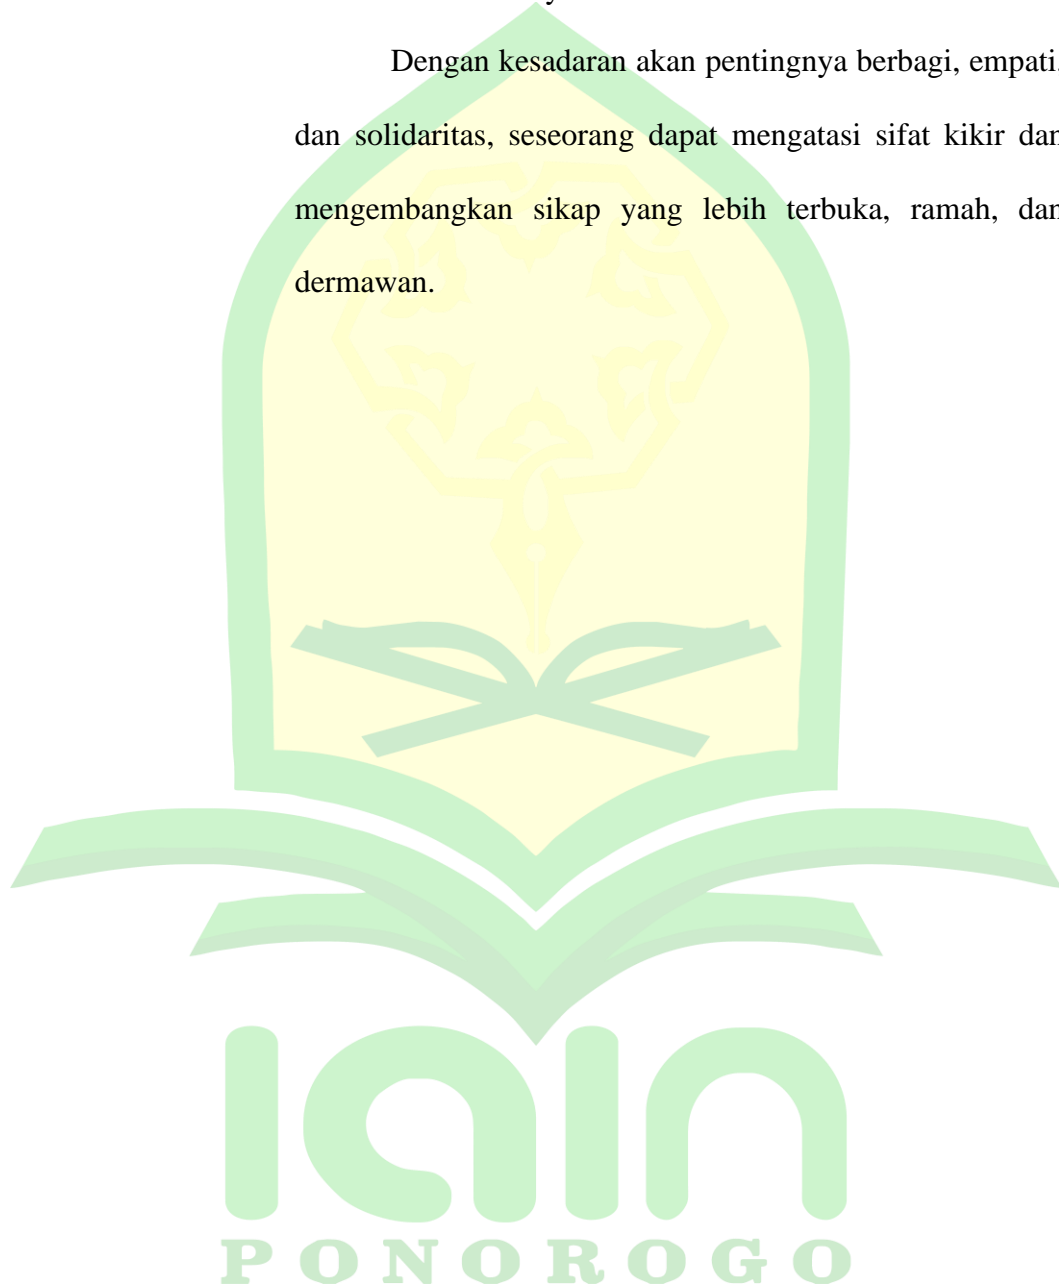 Dengan kesadaran akan pentingnya berbagi, empati,
dan solidaritas, seseorang dapat mengatasi sifat kikir dan
mengembangkan sikap yang lebih terbuka, ramah, dan
dermawan.
iain
PONOROGO